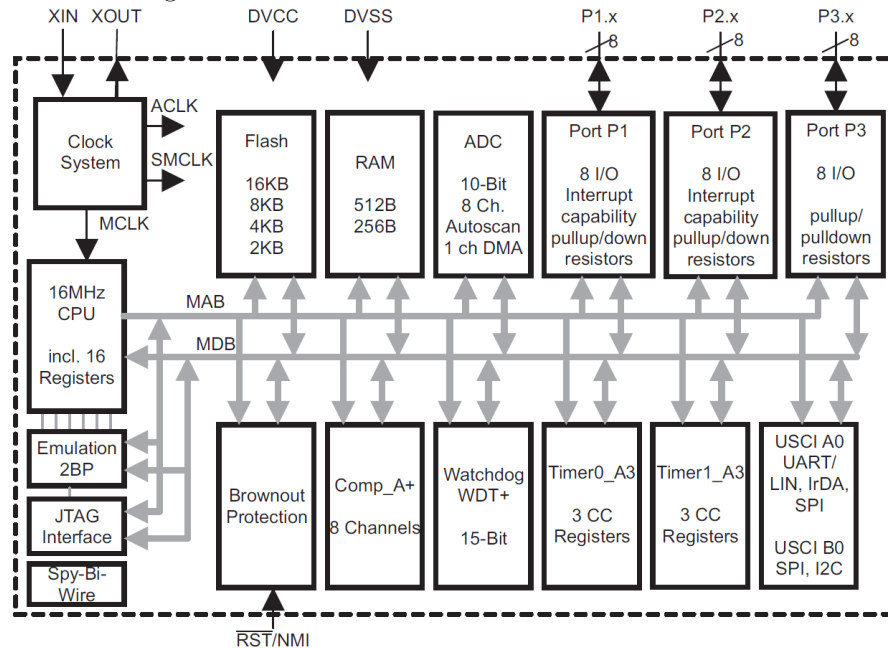 XIN XOUT DVCC DVSS P1.x P2.x P3.x
8 8 8
Clock
System
ACLK
SMCLK
MCLK
Flash
16KB
8KB
4KB
2KB
RAM
512B
256B
ADC
10-Bit
8 Ch.
Autoscan
1 ch DMA
Port P1
8 I/O
Interrupt
capability
pullup/down
resistors
Port P2
8 I/O
Interrupt
capability
pullup/down
resistors
Port P3
8 I/O
pullup/
pulldown
resistors
16MHz
CPU
incl. 16
Registers
MAB
MDB
Emulation
2BP
JTAG
Interface
Spy-Bi-
Wire
Brownout
Protection
Comp_A+
8 Channels
Watchdog
WDT+
15-Bit
Timer0_A3
3 CC
Registers
Timer1_A3
3 CC
Registers
USCI A0
UART/
LIN, IrDA,
SPI
USCI B0
SPI, I2C
RST/NMI